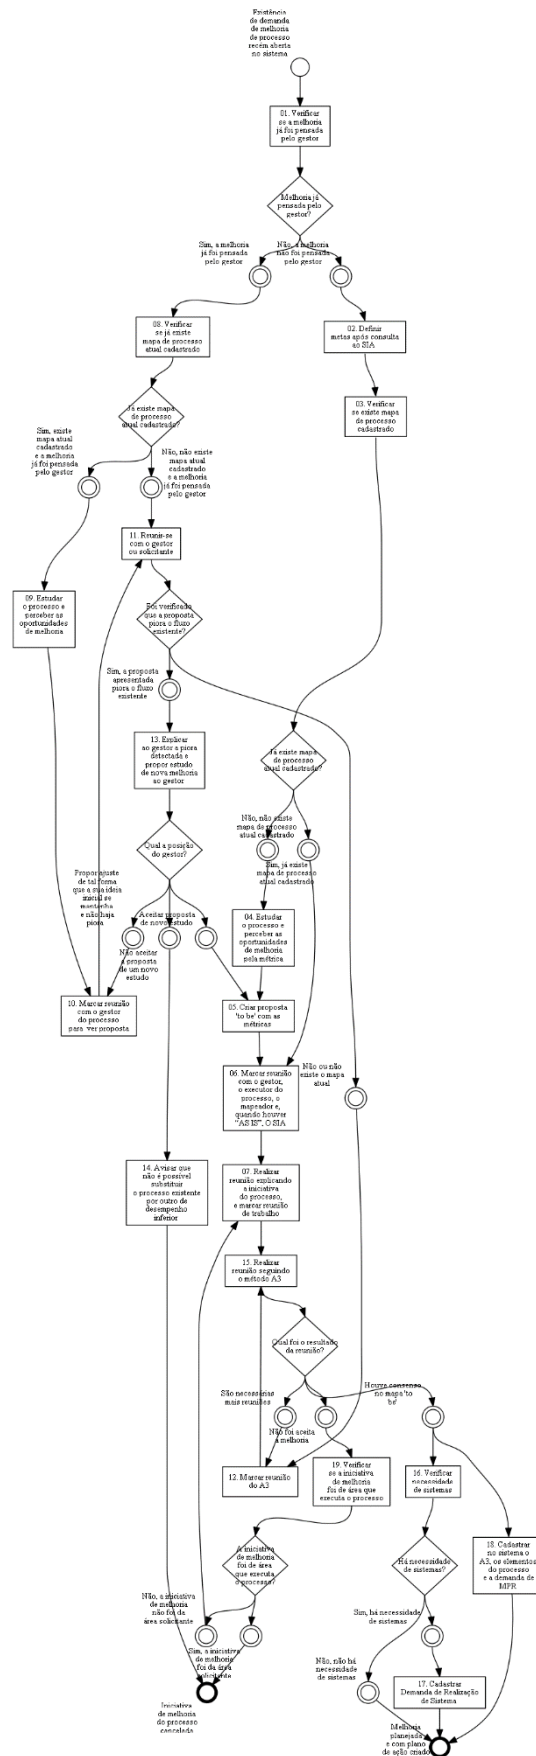 Existência
de demanda
de melhoria
de processo
recém aberta
no sistema
01. Verificar
se a melhoria
já foi pensada
pelo gestor
Melhoria já
pensada pelo
gestor?
Sim, a melhoria
já foi pensada
pelo gestor
Não, a melhoria
não foi pensada
pelo gestor
08. Verificar
se já existe
mapa de processo
atual cadastrado
02. Definir
metas após consulta
ao SIA
03. Verificar
se existe mapa
de processo
cadastrado
Já existe mapa
de processo
atual cadastrado?
Sim, existe
mapa atual
cadastrado
e a melhoria
já foi pensada
pelo gestor
Não, não existe
mapa atual
cadastrado
e a melhoria
já foi pensada
pelo gestor
11. Reunir-se
com o gestor
ou solicitante
09. Estudar
o processo e
perceber as
oportunidades
de melhoria
Foi verificado
que a proposta
piora o fluxo
existente?
Sim, a proposta
apresentada
piora o fluxo
existente
13. Explicar
ao gestor a piora
detectada e
propor estudo
de nova melhoria
ao gestor
Já existe mapa
de processo
atual cadastrado?
Não, não existe
mapa de processo
atual cadastrado
Sim, já existe
mapa de processo
atual cadastrado
Qual a posição
do gestor?
Propor ajuste
de tal forma
que a sua ideia
inicial se
mantenha
e não haja
piora
Aceitar proposta
de novo estudo
Não aceitar
a proposta
de um novo
estudo
04. Estudar
o processo e
perceber as
oportunidades
de melhoria
pela métrica
10. Marcar reunião
com o gestor
do processo
para ver proposta
05. Criar proposta
'to be' com as
métricas
06. Marcar reunião
com o gestor,
o executor do
processo, o
mapeador e,
quando houver
"AS IS", O SIA
Não ou não
existe o mapa
atual
14. Avisar que
não é possível
substituir
o processo existente
por outro de
desempenho
inferior
07. Realizar
reunião explicando
a iniciativa
do processo,
e marcar reunião
de trabalho
15. Realizar
reunião seguindo
o método A3
Qual foi o resultado
da reunião?
São necessárias
mais reuniões
Não foi aceita
a melhoria
Houve consenso
no mapa 'to
be'
12. Marcar reunião
do A3
19. Verificar
se a iniciativa
de melhoria
foi de área que
executa o processo
16. Verificar
necessidade
de sistemas
18. Cadastrar
no sistema o
A3, os elementos
do processo
e a demanda de
MPR
A iniciativa
de melhoria
foi de área
que executa
o processo?
Há necessidade
de sistemas?
Não, a iniciativa
de melhoria
não foi da
área solicitante
Sim, a iniciativa
de melhoria
foi da área
solicitante
Sim, há necessidade
de sistemas
Não, não há
necessidade
de sistemas
17. Cadastrar
Demanda de Realização
de Sistema
Iniciativa
de melhoria
do processo
cancelada
Melhoria
planejada
e com plano
de ação criado